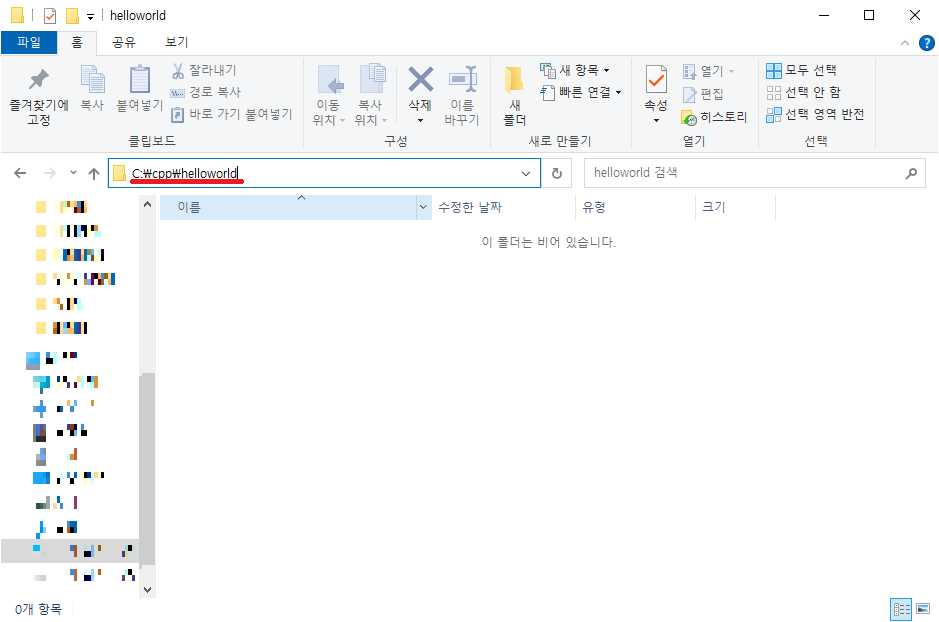 helloworld
파일 홈 공유 보기
즐겨찾기에 고정
복사
붙여넣기
잘라내기
경로 복사
바로 가기 붙여넣기
클립보드
이동 위치
복사 위치
삭제
이름 바꾸기
구성
새 폴더
새 항목
빠른 연결
새로 만들기
속성
열기
편집
히스토리
열기
모두 선택
선택 안 함
선택 영역 반전
선택
C:₩cpp₩helloworld
helloworld 검색
이름 수정한 날짜 유형 크기
이 폴더는 비어 있습니다.
0개 항목